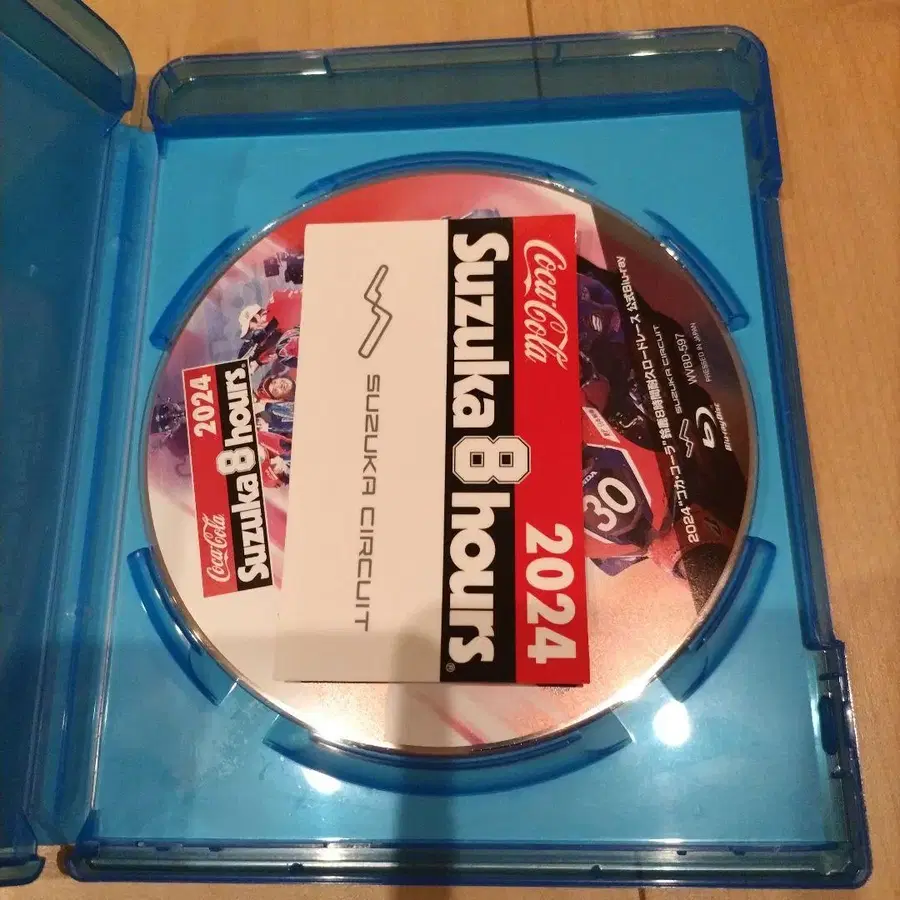 Coca-Cola
2024
Suzuka 8 hours®
SUZUKA CIRCUIT
2024
Coca-Cola
Suzuka 8 hours.
30
2024"コカ・コーラ"鈴鹿8時間耐久ロードレース 公式Blu-ray
SUZUKA CIRCUIT
WVBD-597
PRESSED IN JAPAN
Blu-ray Disc